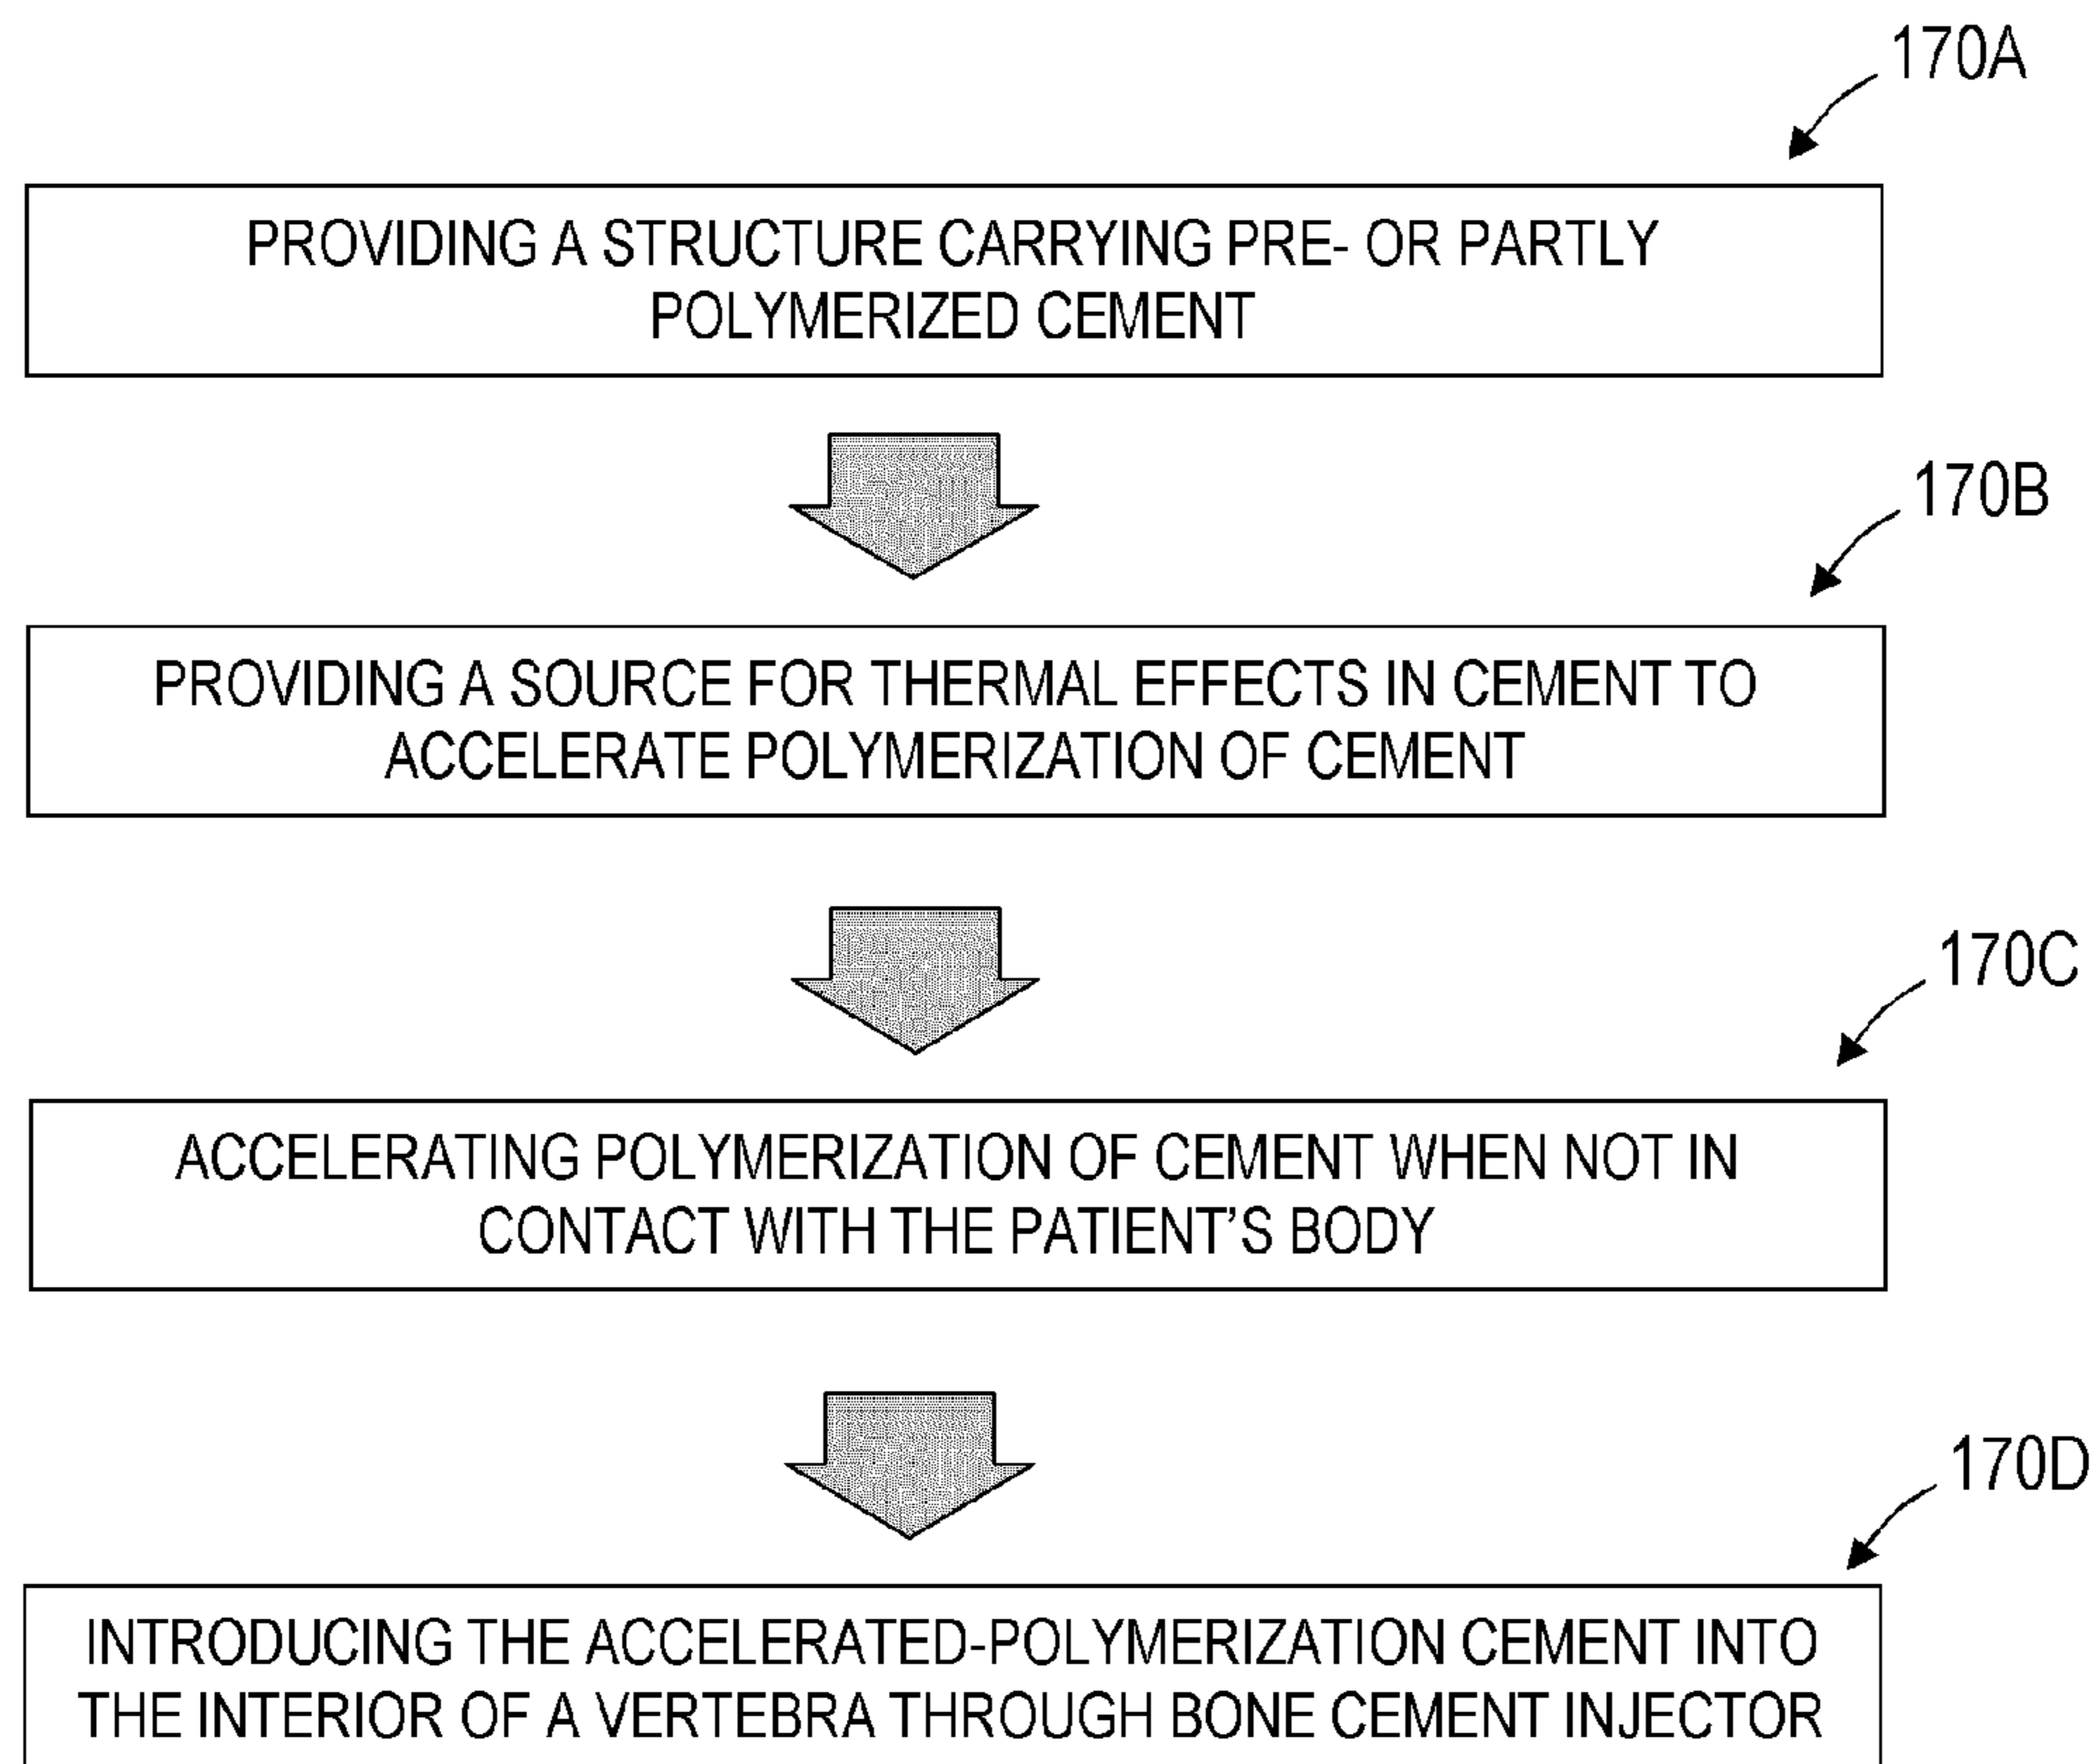 170A
PROVIDING A STRUCTURE CARRYING PRE- OR PARTLY
POLYMERIZED CEMENT
170B
PROVIDING A SOURCE FOR THERMAL EFFECTS IN CEMENT TO
ACCELERATE POLYMERIZATION OF CEMENT
170C
ACCELERATING POLYMERIZATION OF CEMENT WHEN NOT IN
CONTACT WITH THE PATIENT'S BODY
170D
INTRODUCING THE ACCELERATED-POLYMERIZATION CEMENT INTO
THE INTERIOR OF A VERTEBRA THROUGH BONE CEMENT INJECTOR